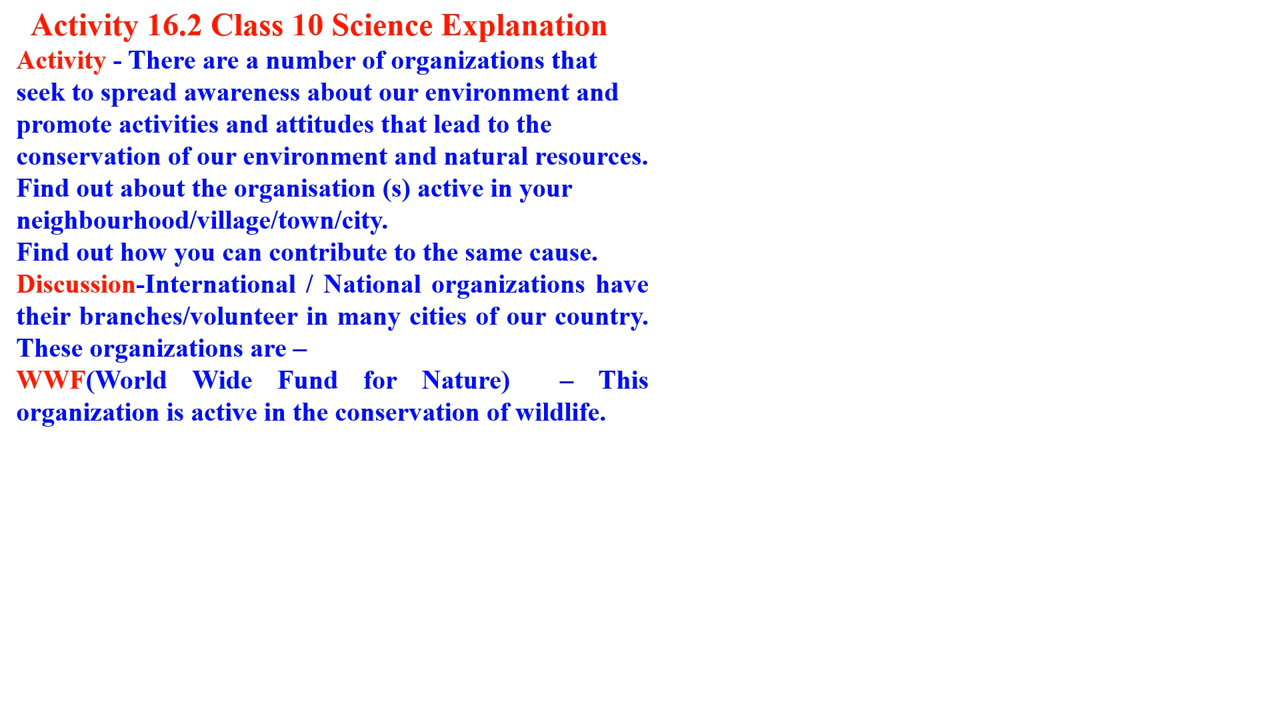 Activity 16.2 Class 10 Science Explanation
Activity - There are a number of organizations that
seek to spread awareness about our environment and
promote activities and attitudes that lead to the
conservation of our environment and natural resources.
Find out about the organisation (s) active in your
neighbourhood/village/town/city.
Find out how you can contribute to the same cause.
Discussion-International / National organizations have
their branches/volunteer in many cities of our country.
These organizations are –
WWF(World Wide Fund for Nature) – This
organization is active in the conservation of wildlife.